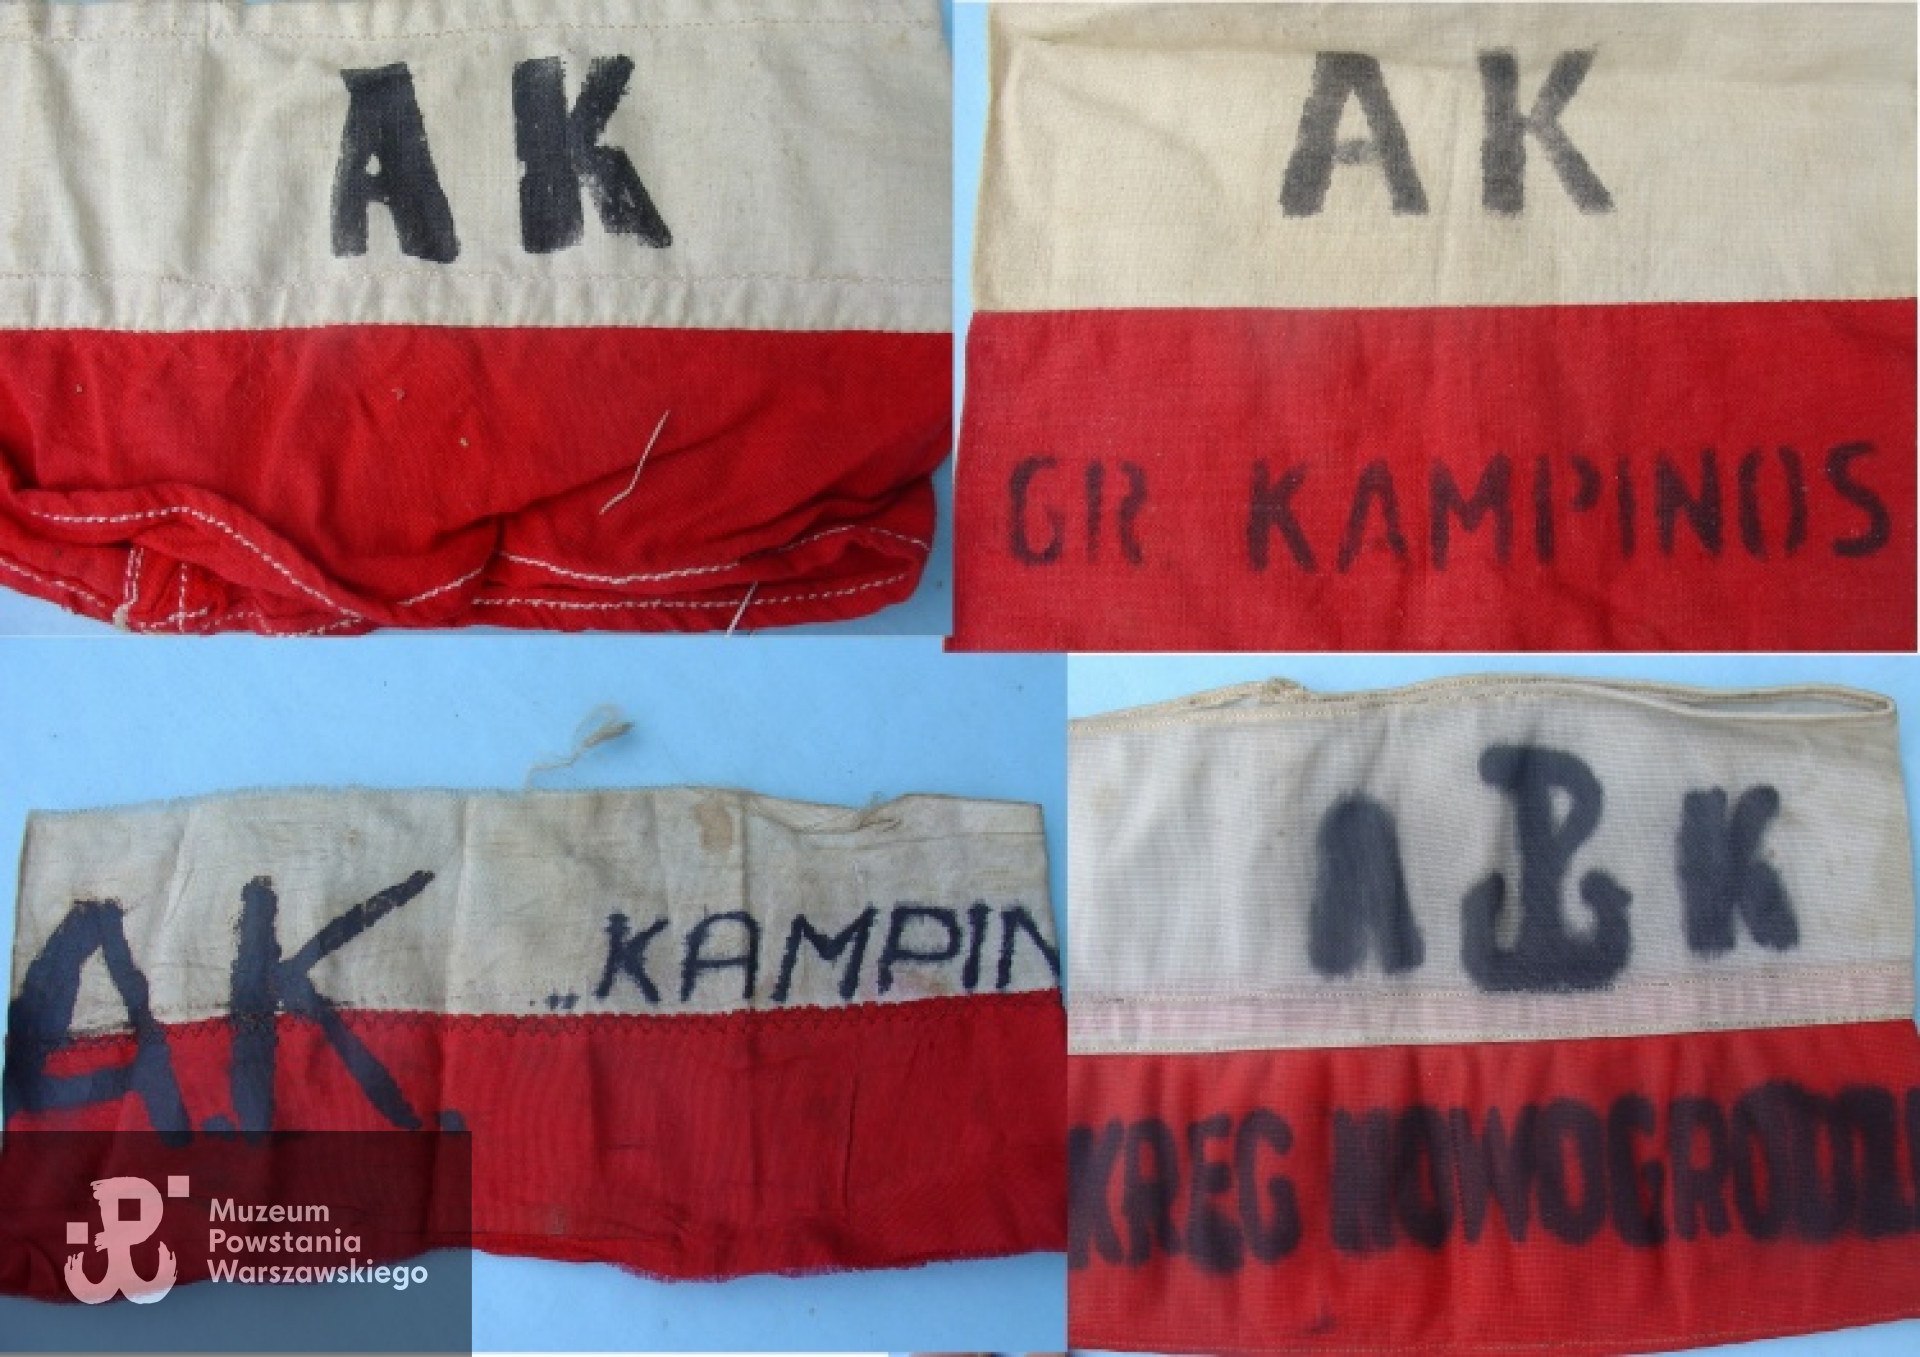 AK
AK
GR KAMPINOS
A.K. „KAMPIN
A K
KRĘG NOWOGRÓDZ
Muzeum
Powstania
Warszawskiego